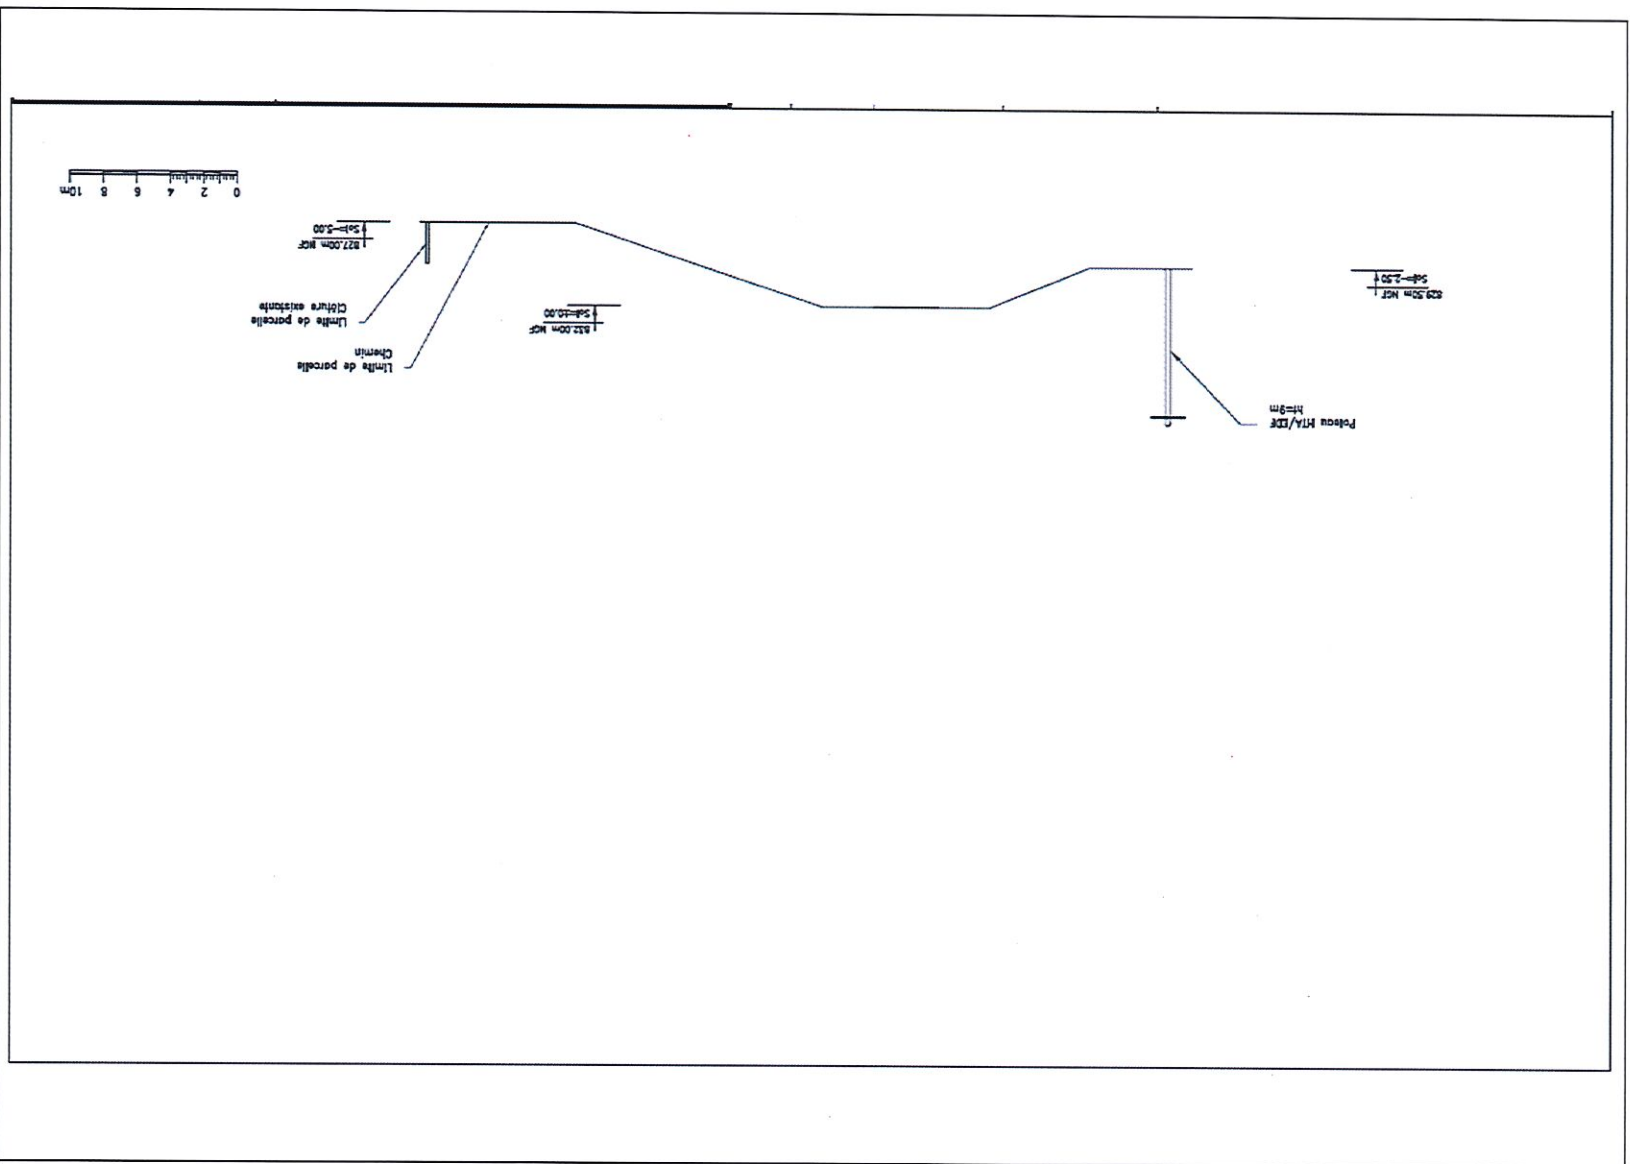 Poteau MTA/EDF
ht=9m
Limite de parcelle
Chemin
832.00m NGF
Sol=±0.00
Limite de parcelle
Clôture existante
829.50m NGF
Sol=-2.50
827.00m NGF
Sol=-5.00
0 2 4 6 8 10m